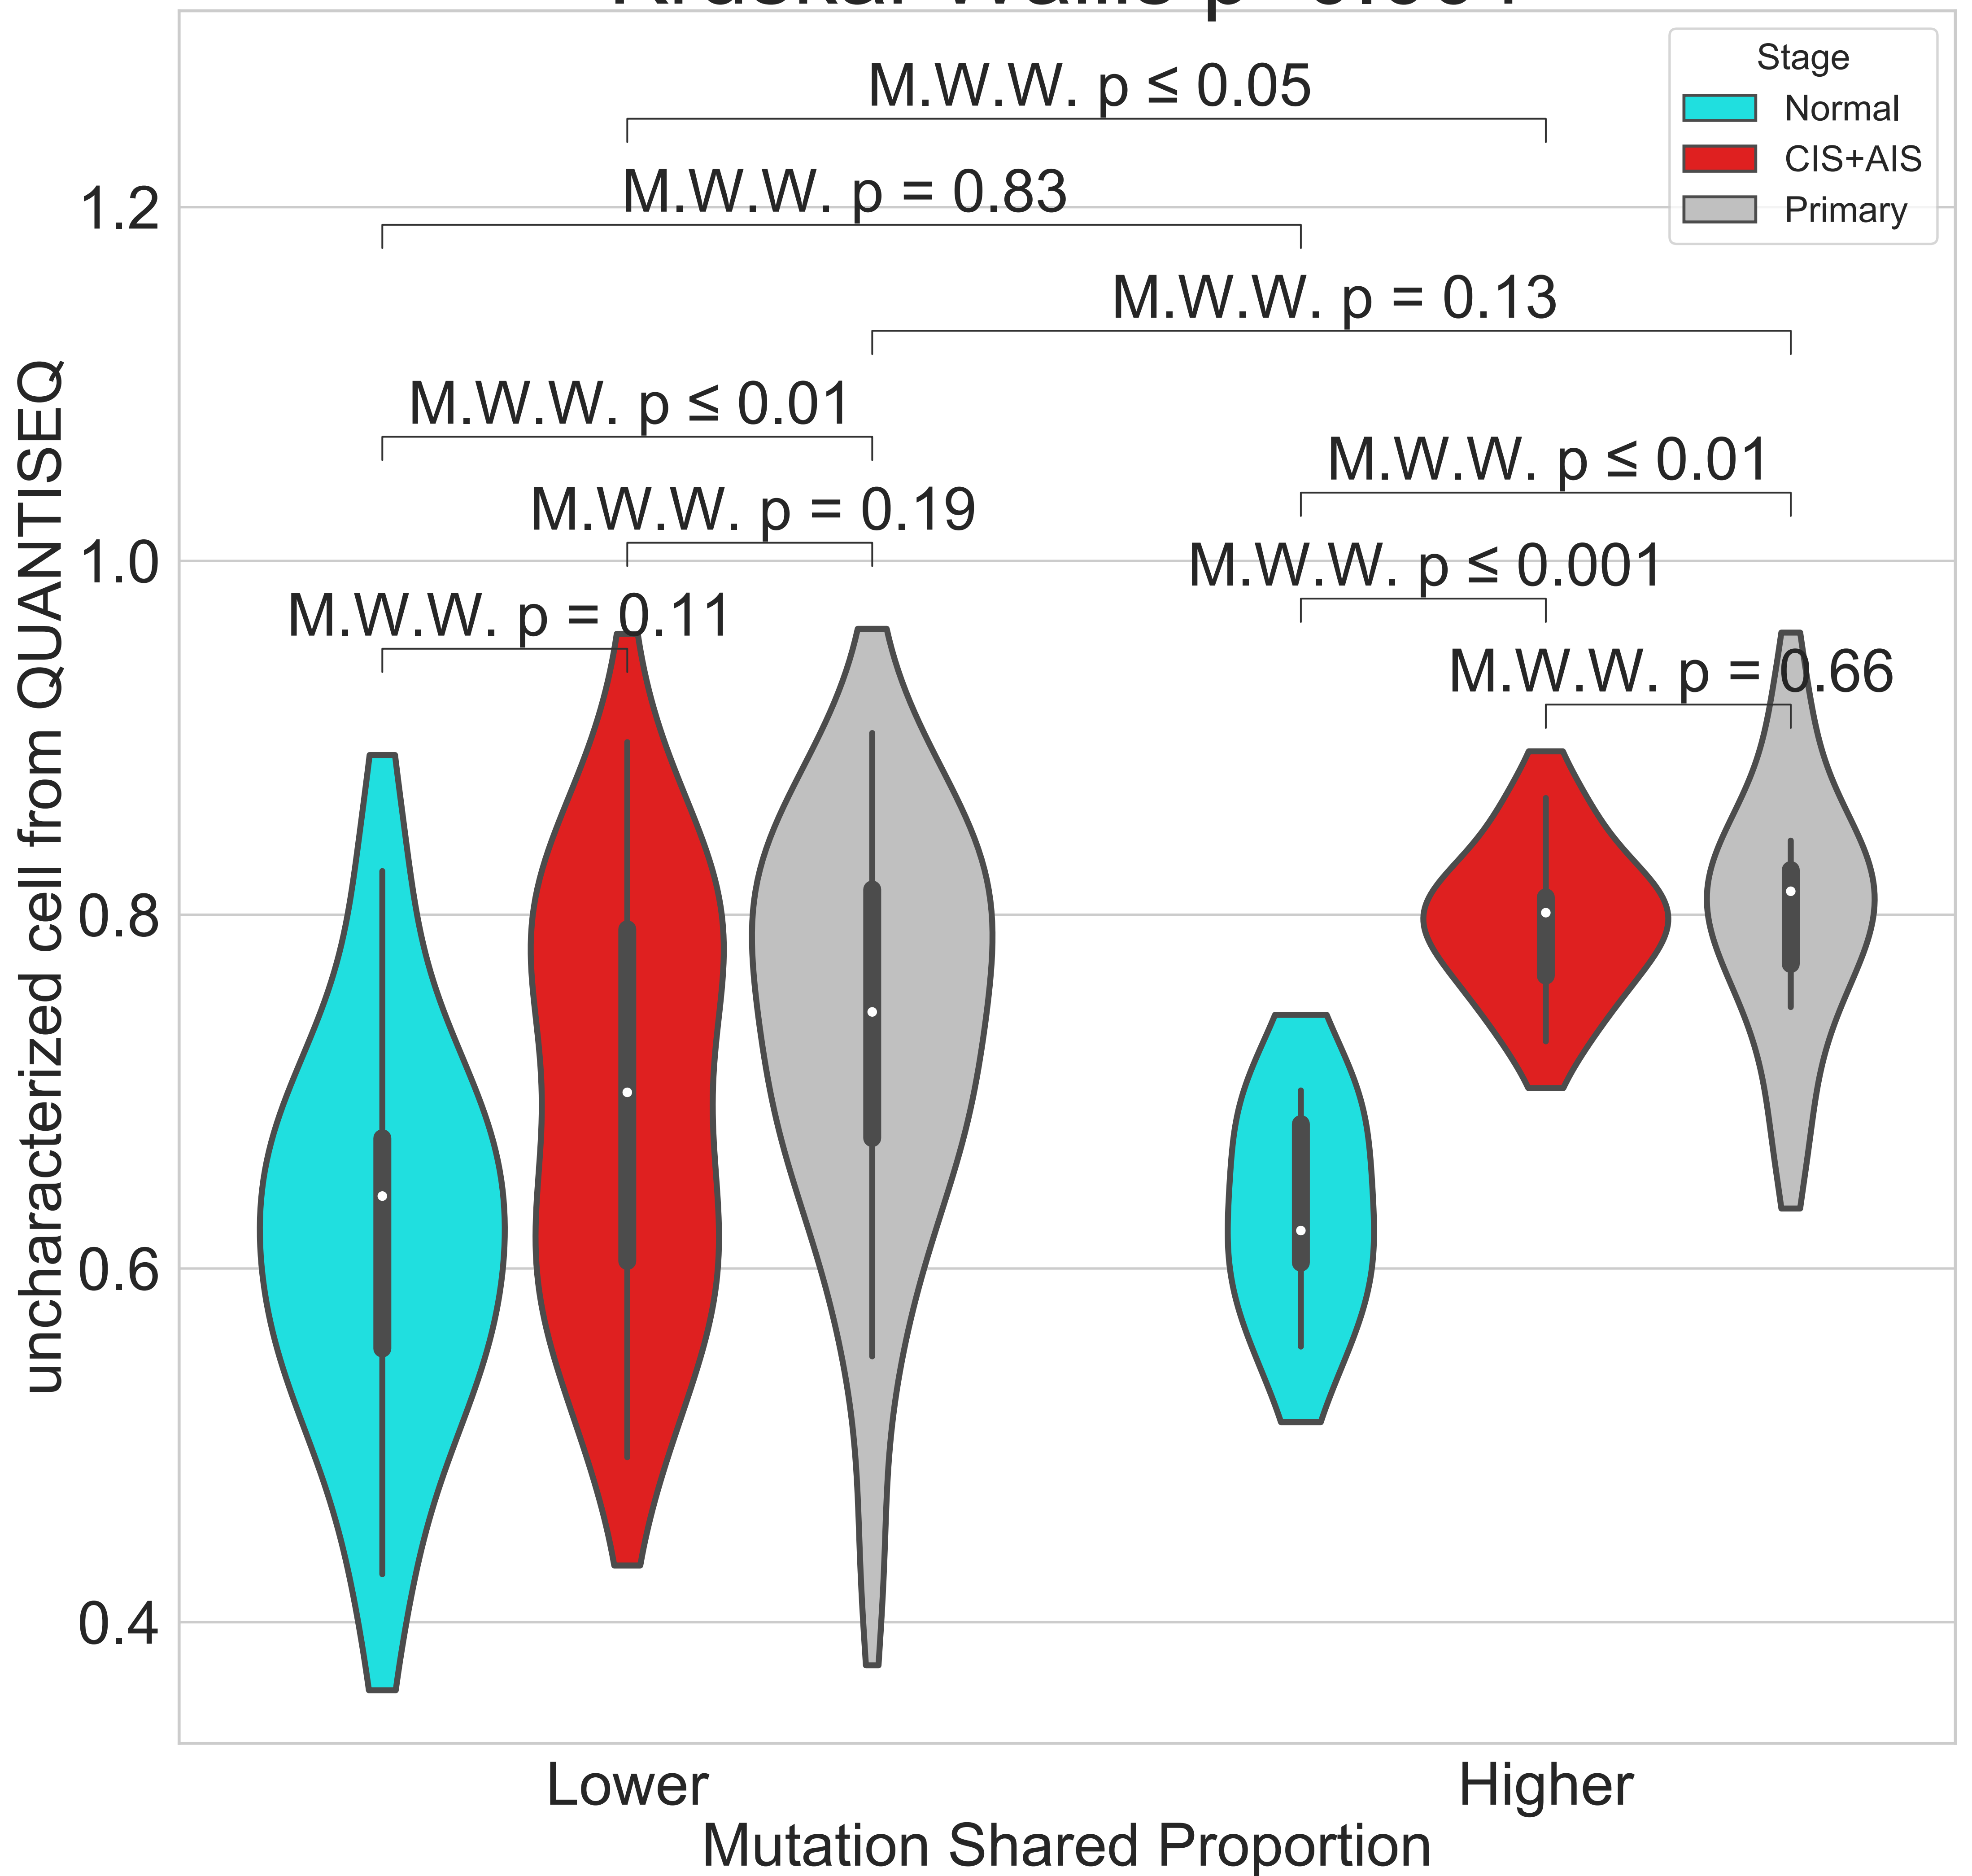 M.W.W. p ≤ 0.05
M.W.W. p = 0.83
M.W.W. p = 0.13
M.W.W. p ≤ 0.01
M.W.W. p ≤ 0.01
M.W.W. p = 0.19
M.W.W. p ≤ 0.001
M.W.W. p = 0.11
M.W.W. p = 0.66
Stage
Normal
CIS+AIS
Primary
uncharacterized cell from QUANTISEQ
1.2
1.0
0.8
0.6
0.4
Lower
Higher
Mutation Shared Proportion